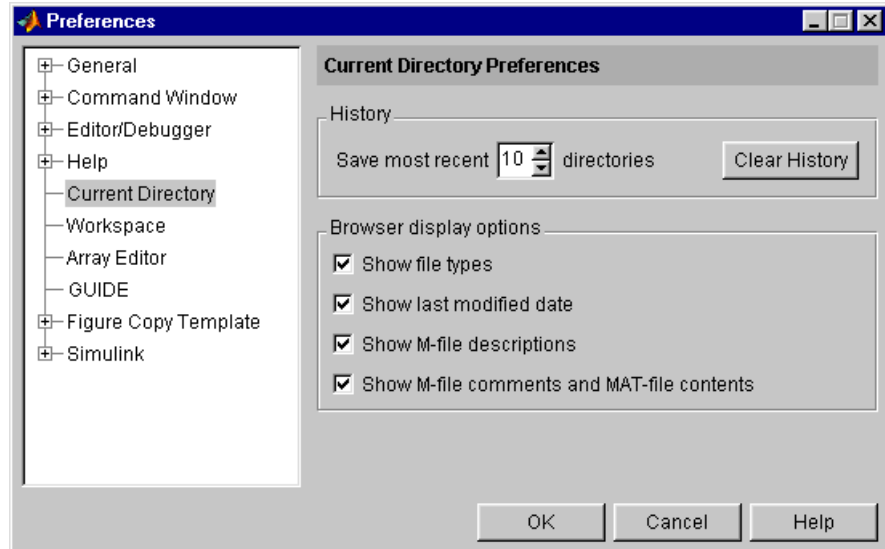 Preferences
General
Command Window
Editor/Debugger
Help
Current Directory
Workspace
Array Editor
GUIDE
Figure Copy Template
Simulink
Current Directory Preferences
History
Save most recent 10 directories Clear History
Browser display options
Show file types
Show last modified date
Show M-file descriptions
Show M-file comments and MAT-file contents
OK Cancel Help